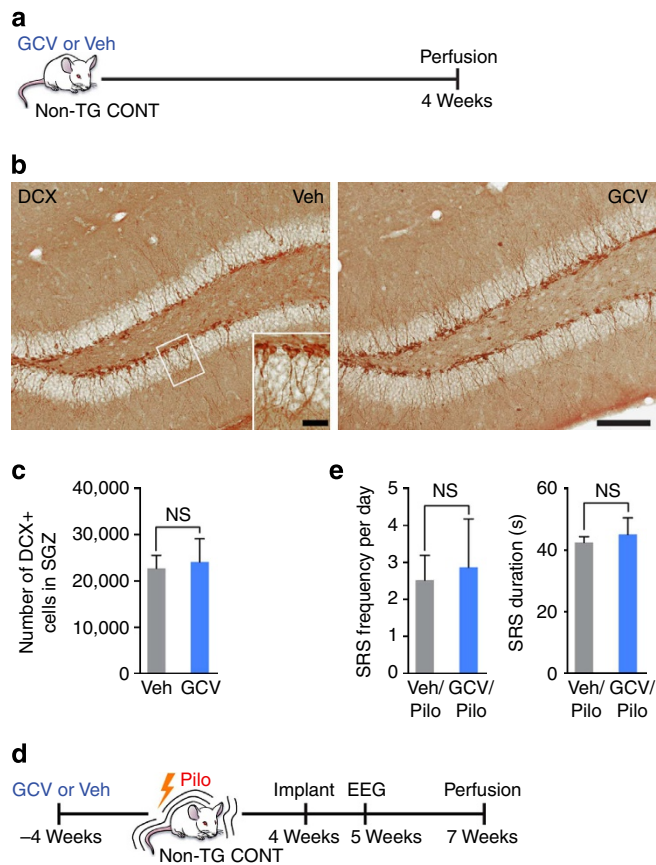 a
GCV or Veh
Non-TG CONT
Perfusion
4 Weeks
b
DCX
Veh
GCV
c
Number of DCX+
cells in SGZ
40,000
30,000
20,000
10,000
0
NS
Veh GCV
e
SRS frequency per day
5
4
3
2
1
0
NS
Veh/ GCV/
Pilo Pilo
SRS duration (s)
60
40
20
0
NS
Veh/ GCV/
Pilo Pilo
d
GCV or Veh
–4 Weeks
Pilo
Non-TG CONT
Implant
4 Weeks
EEG
5 Weeks
Perfusion
7 Weeks